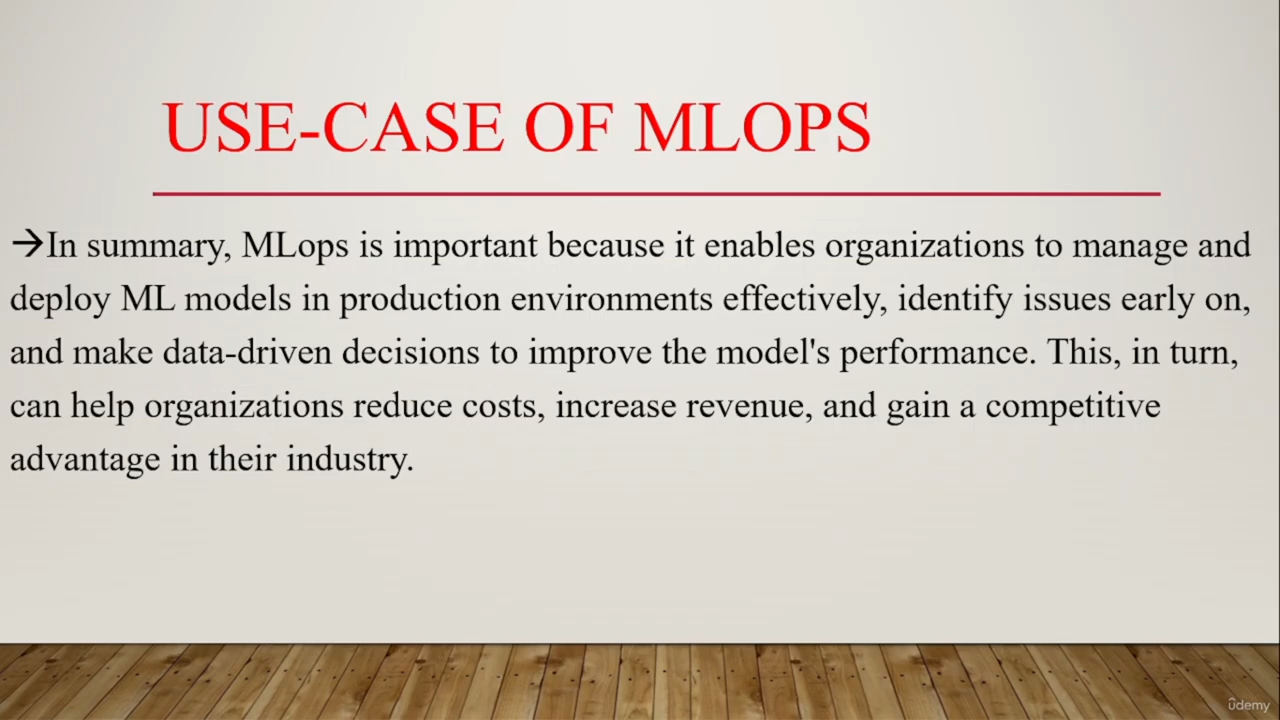 USE-CASE OF MLOPS
→In summary, MLops is important because it enables organizations to manage and
deploy ML models in production environments effectively, identify issues early on,
and make data-driven decisions to improve the model's performance. This, in turn,
can help organizations reduce costs, increase revenue, and gain a competitive
advantage in their industry.
ûdemy